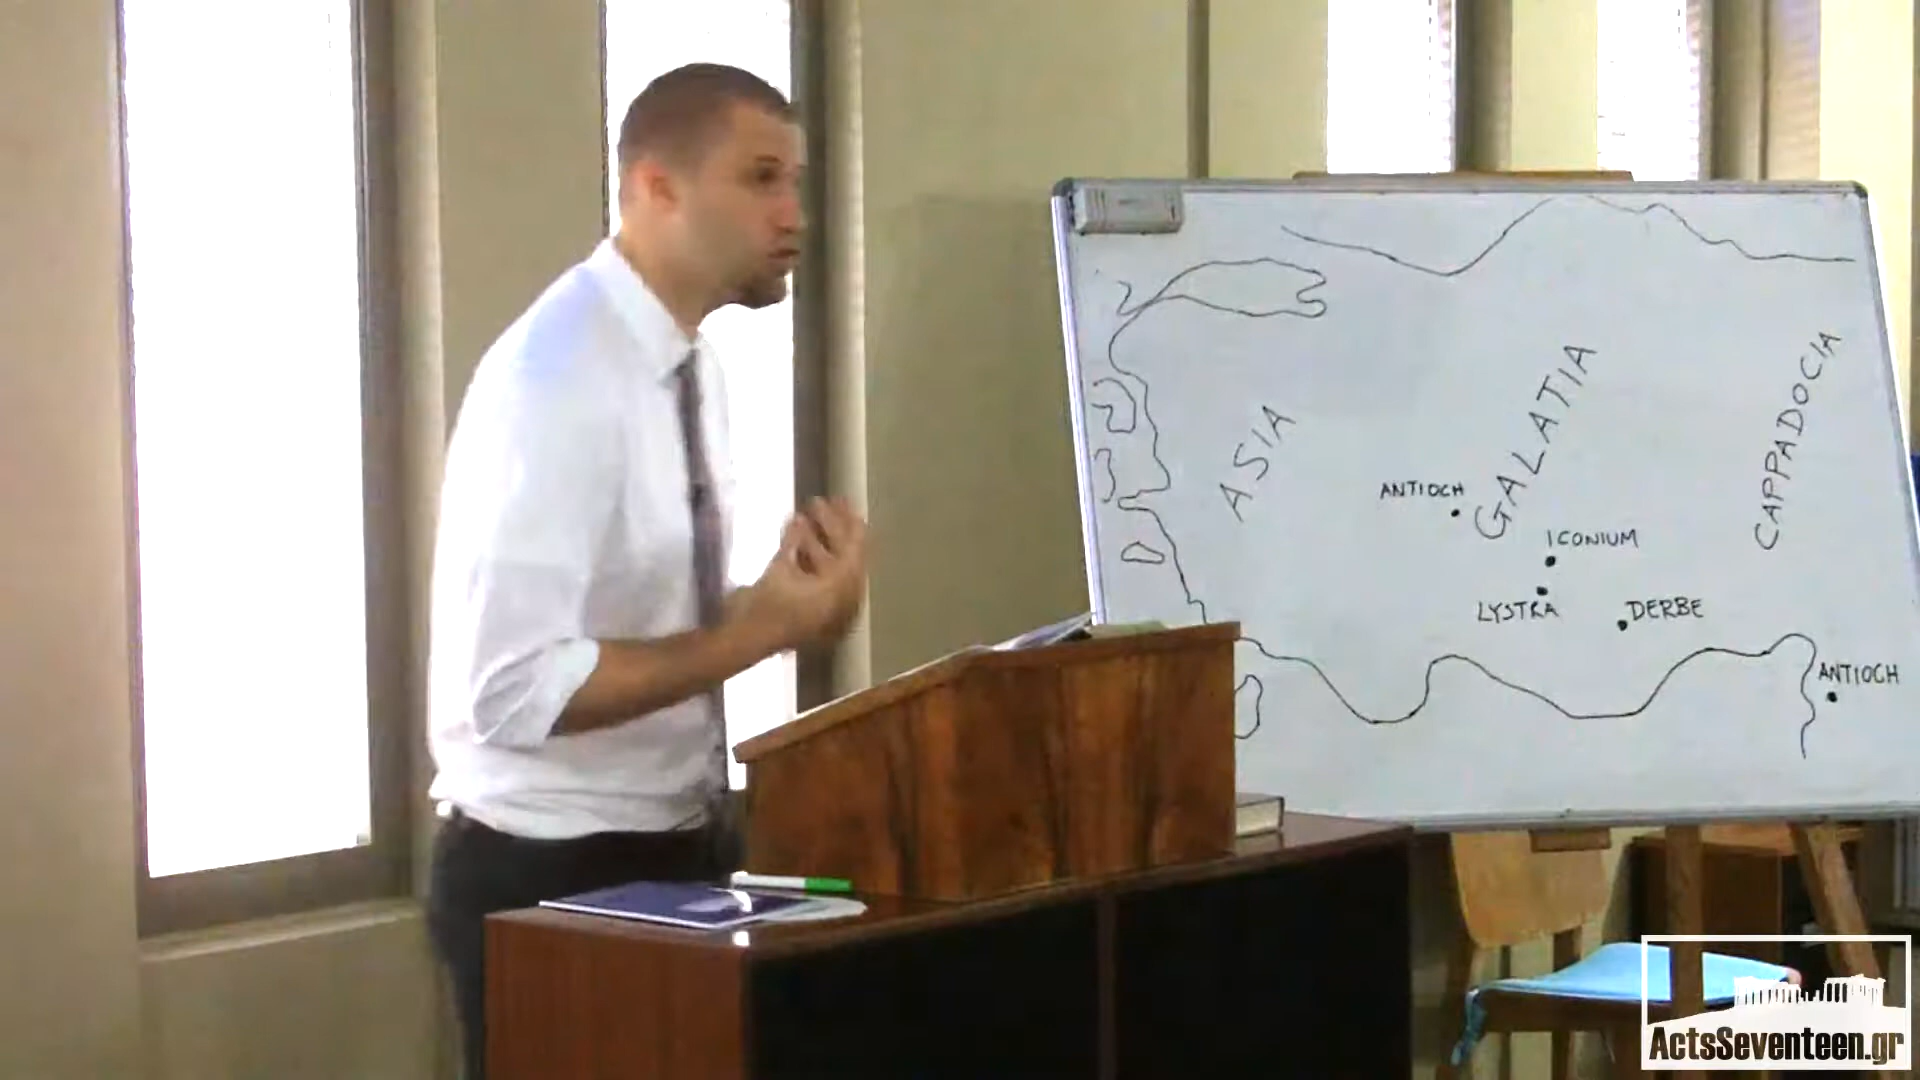 ASIA
GALATIA
CAPPADOCIA
ANTIOCH
ICONIUM
LYSTRA
DERBE
ANTIOCH
ActsSeventeen.gr